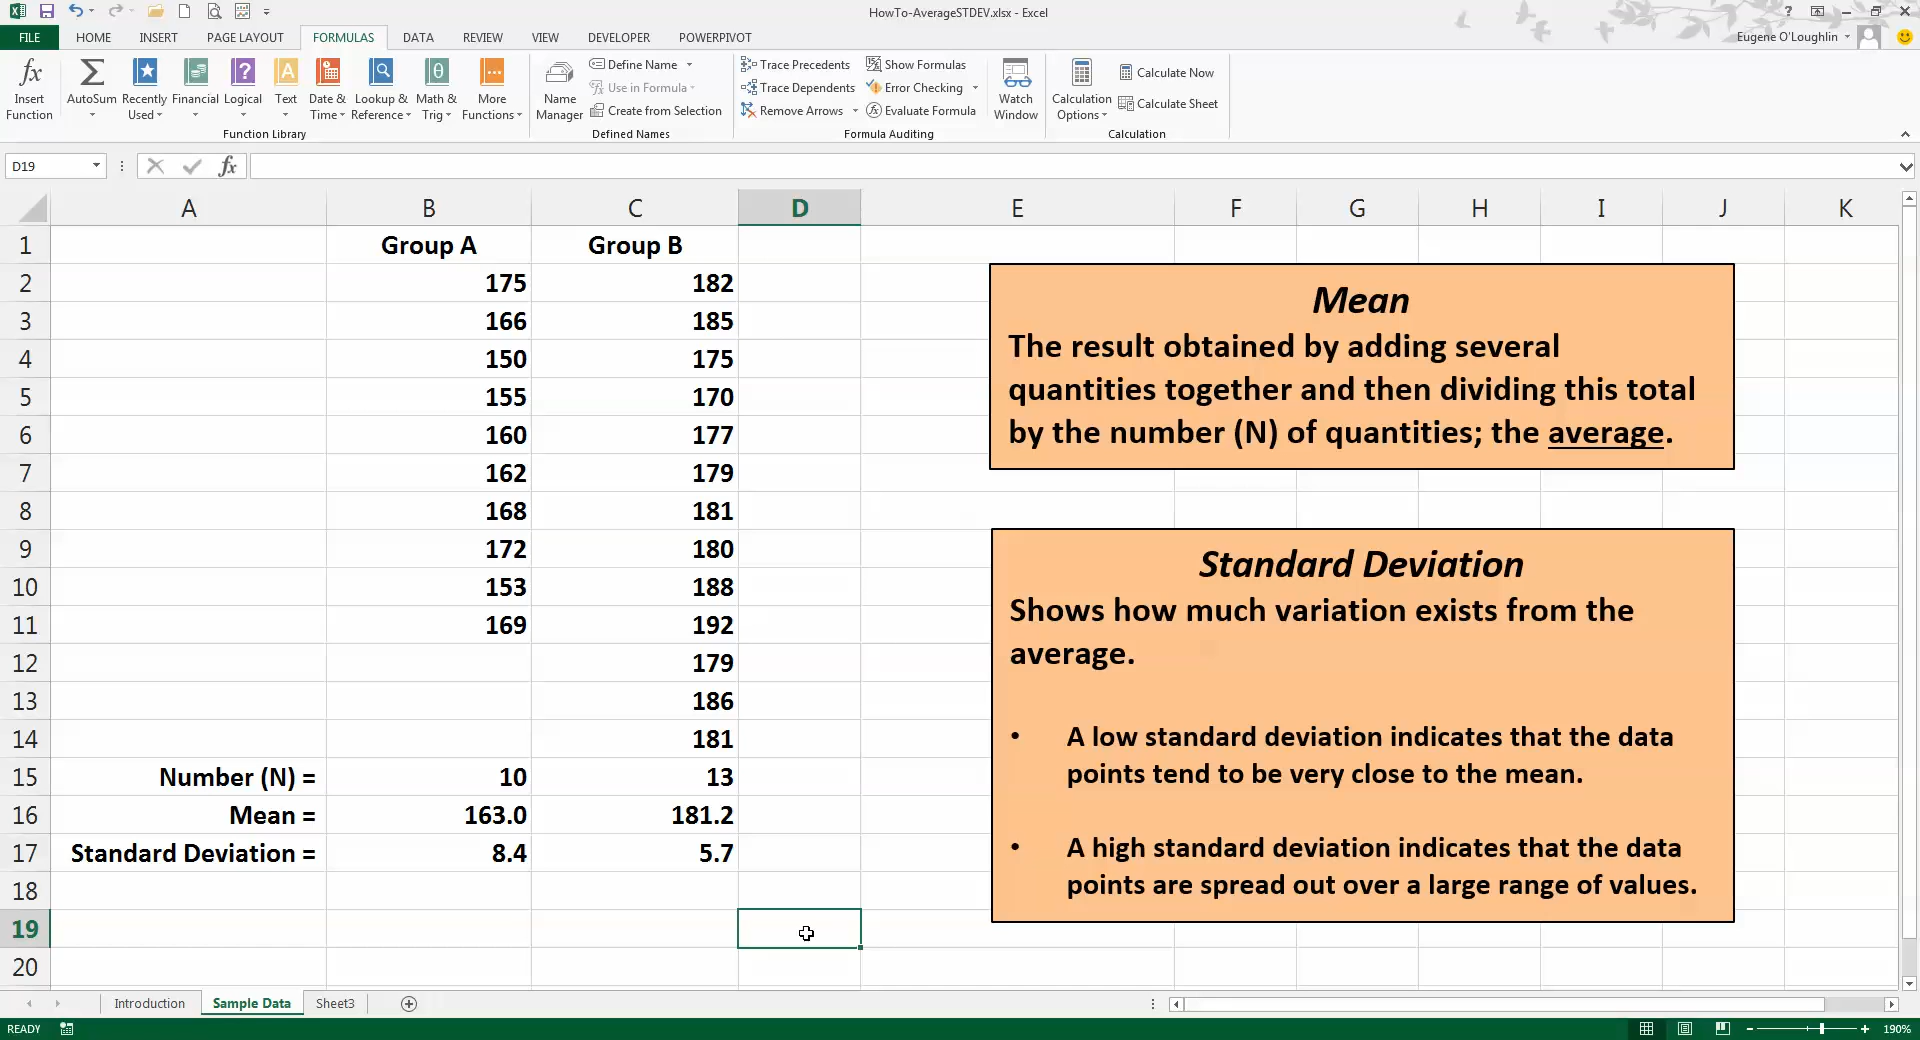 HowTo-AverageSTDEV.xlsx - Excel
FILE HOME INSERT PAGE LAYOUT FORMULAS DATA REVIEW VIEW DEVELOPER POWERPIVOT
Eugene O'Loughlin
Insert Function
AutoSum
Recently Used
Financial
Logical
Text
Date & Time
Lookup & Reference
Math & Trig
More Functions
Function Library
Name Manager
Define Name
Use in Formula
Create from Selection
Defined Names
Trace Precedents
Trace Dependents
Remove Arrows
Show Formulas
Error Checking
Evaluate Formula
Formula Auditing
Watch Window
Calculation Options
Calculate Now
Calculate Sheet
Calculation
D19
fx
A B C D E F G H I J K
1 Group A Group B
2 175 182
3 166 185
4 150 175
5 155 170
6 160 177
7 162 179
8 168 181
9 172 180
10 153 188
11 169 192
12 179
13 186
14 181
15 Number (N) = 10 13
16 Mean = 163.0 181.2
17 Standard Deviation = 8.4 5.7
18
19
20
Mean
The result obtained by adding several
quantities together and then dividing this total
by the number (N) of quantities; the average.
Standard Deviation
Shows how much variation exists from the
average.
• A low standard deviation indicates that the data
points tend to be very close to the mean.
• A high standard deviation indicates that the data
points are spread out over a large range of values.
Introduction Sample Data Sheet3
READY
190%